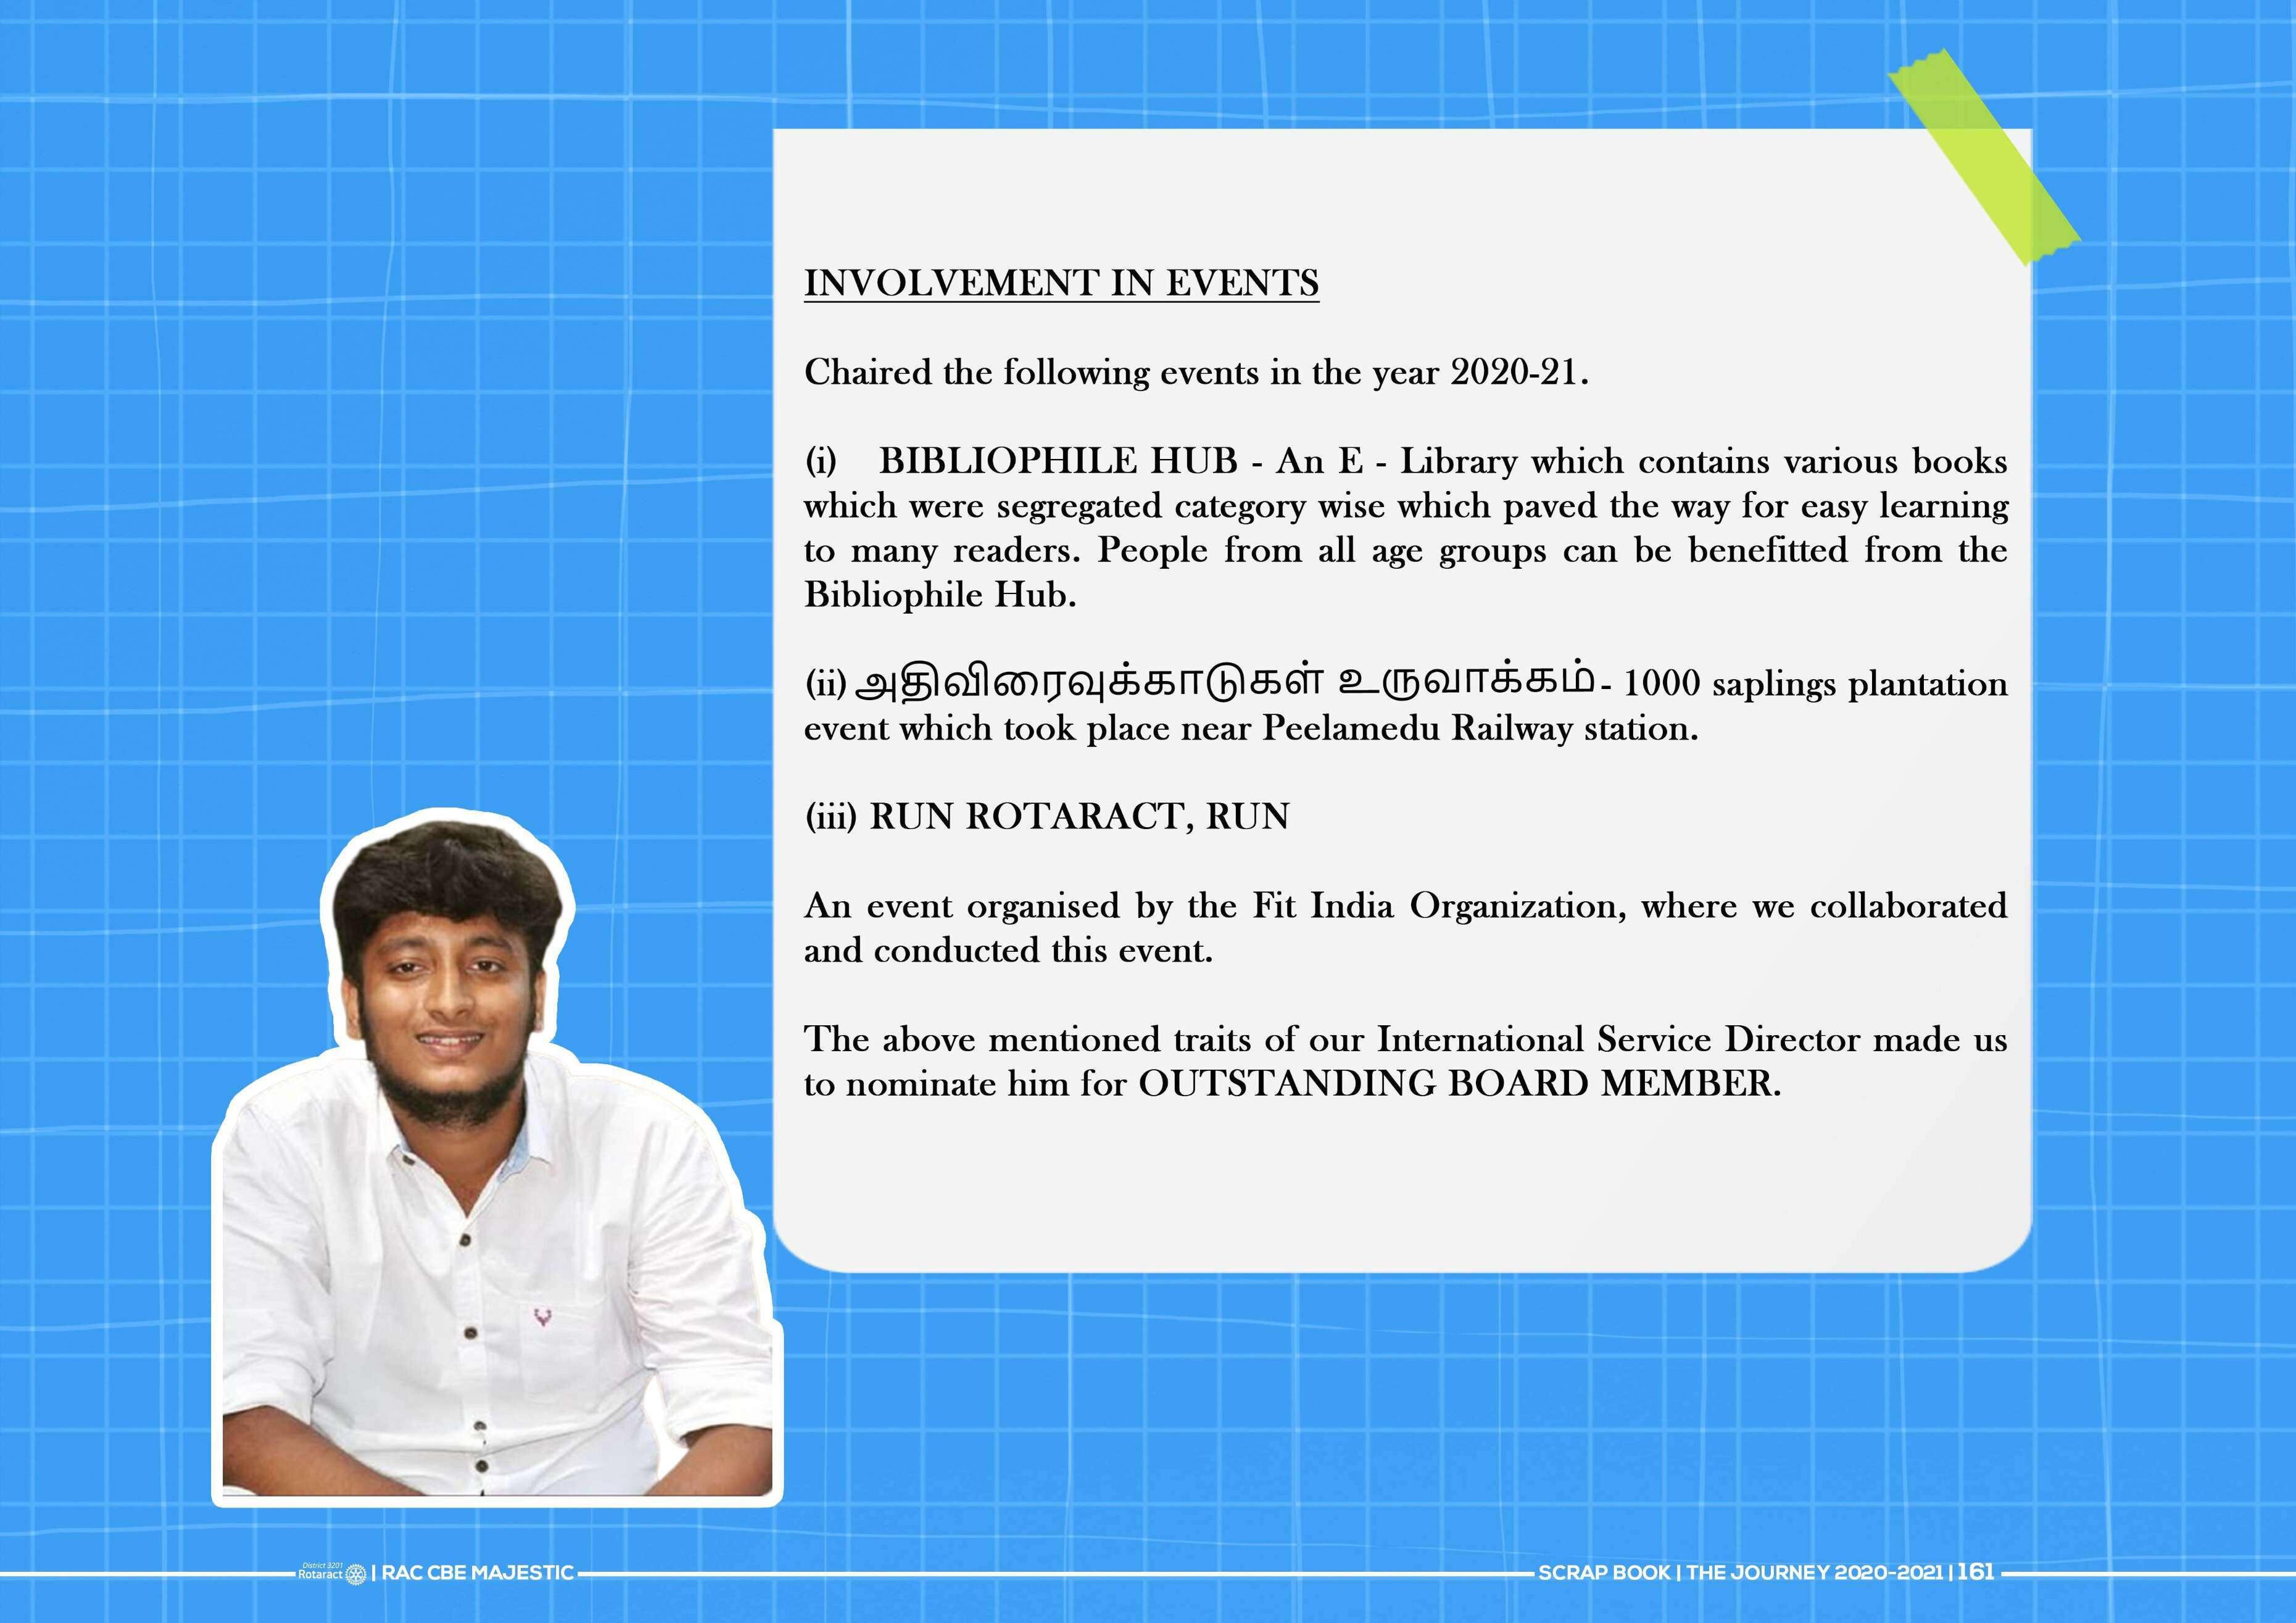 INVOLVEMENT IN EVENTS
Chaired the following events in the year 2020-21.
(i) BIBLIOPHILE HUB - An E - Library which contains various books
which were segregated category wise which paved the way for easy learning
to many readers. People from all age groups can be benefitted from the
Bibliophile Hub.
(ii) அதிவிரைவுக்காடுகள் உருவாக்கம் - 1000 saplings plantation
event which took place near Peelamedu Railway station.
(iii) RUN ROTARACT, RUN
An event organised by the Fit India Organization, where we collaborated
and conducted this event.
The above mentioned traits of our International Service Director made us
to nominate him for OUTSTANDING BOARD MEMBER.
District 3201
Rotaract | RAC CBE MAJESTIC
SCRAP BOOK | THE JOURNEY 2020-2021 | 161